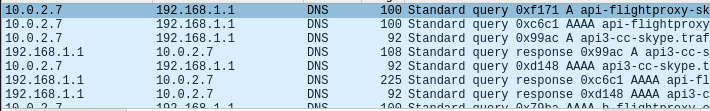 10.0.2.7 192.168.1.1 DNS 100 Standard query 0xf171 A api-flightproxy-sk
10.0.2.7 192.168.1.1 DNS 100 Standard query 0xc6c1 AAAA api-flightprox
10.0.2.7 192.168.1.1 DNS 92 Standard query 0x99ac A api3-cc-skype.traf
192.168.1.1 10.0.2.7 DNS 108 Standard query response 0x99ac A api3-cc-s
10.0.2.7 192.168.1.1 DNS 92 Standard query 0xd148 AAAA api3-cc-skype.t
192.168.1.1 10.0.2.7 DNS 225 Standard query response 0xc6c1 AAAA api-fl
192.168.1.1 10.0.2.7 DNS 92 Standard query response 0xd148 AAAA api3-c
10.0.2.7 192.168.1.1 DNS 100 Standard query 0x79ba AAAA b-flightproxy